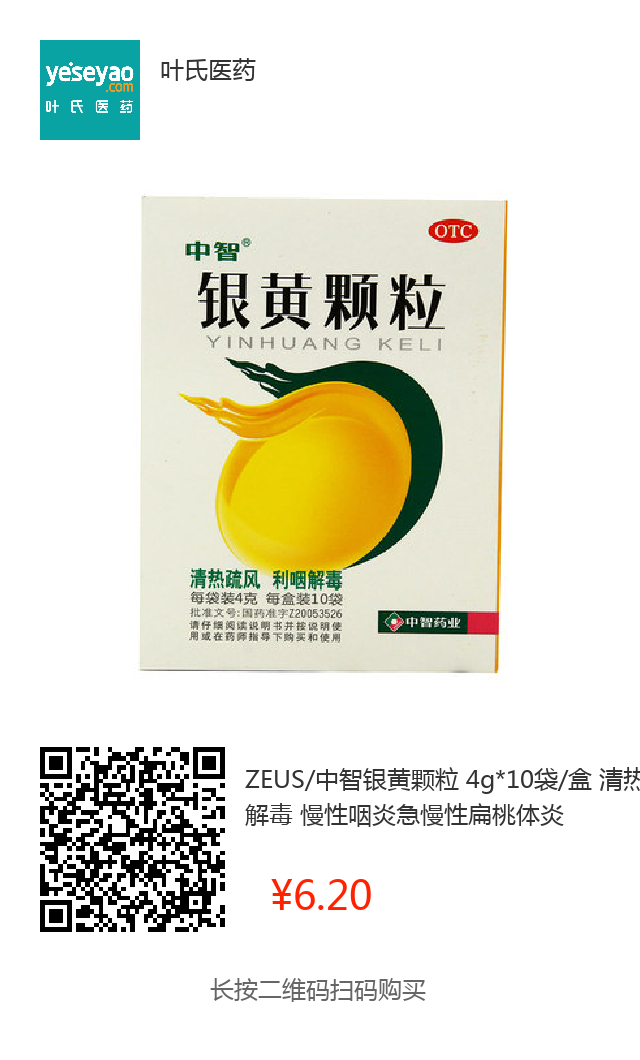 yeseyao
.com
叶氏医药
叶氏医药
OTC
中智®
银黄颗粒
YINHUANG KELI
清热疏风 利咽解毒
每袋装4克 每盒装10袋
批准文号:国药准字Z20053526
请仔细阅读说明书并按说明使
用或在药师指导下购买和使用
中智药业
ZEUS/中智银黄颗粒 4g*10袋/盒 清热
解毒 慢性咽炎急慢性扁桃体炎
¥6.20
长按二维码扫码购买